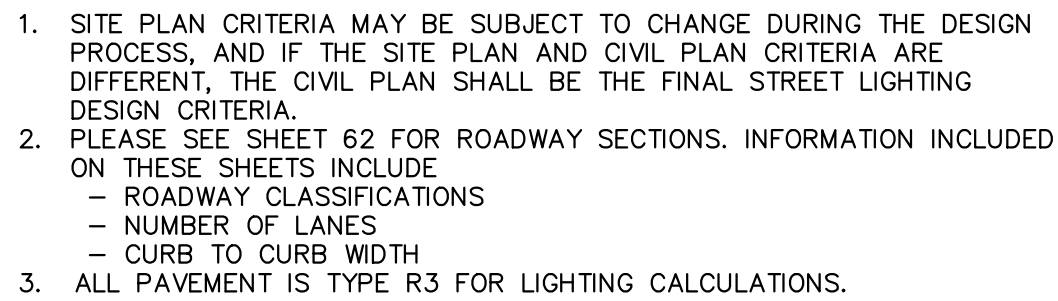 1. SITE PLAN CRITERIA MAY BE SUBJECT TO CHANGE DURING THE DESIGN
PROCESS, AND IF THE SITE PLAN AND CIVIL PLAN CRITERIA ARE
DIFFERENT, THE CIVIL PLAN SHALL BE THE FINAL STREET LIGHTING
DESIGN CRITERIA.
2. PLEASE SEE SHEET 62 FOR ROADWAY SECTIONS. INFORMATION INCLUDED
ON THESE SHEETS INCLUDE
– ROADWAY CLASSIFICATIONS
– NUMBER OF LANES
– CURB TO CURB WIDTH
3. ALL PAVEMENT IS TYPE R3 FOR LIGHTING CALCULATIONS.